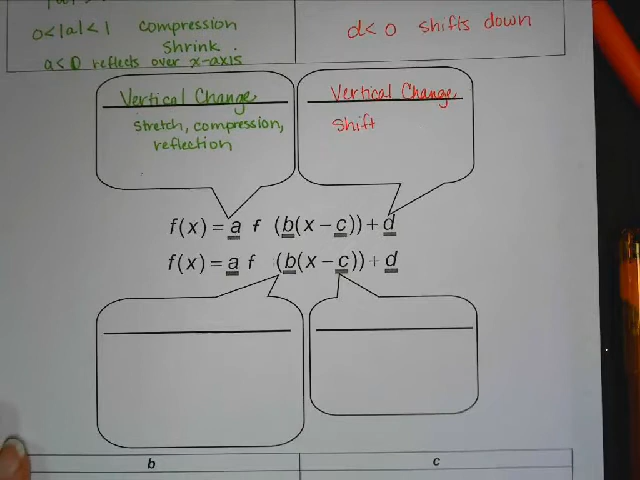 0<|a|<1 compression
shrink
a<0 reflects over x-axis
d<0 shifts down
Vertical Change
stretch, compression,
reflection
Vertical Change
shift
f(x) = a f (b(x − c)) + d
f(x) = a f (b(x − c)) + d
b
c